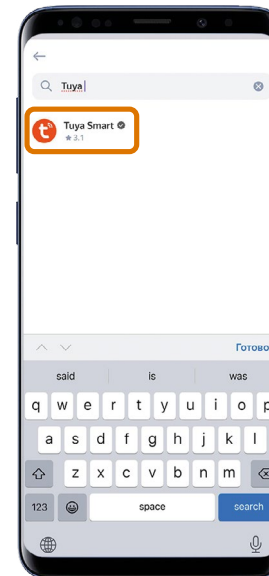 Tuya
Tuya Smart
★ 3.1
Готово
said is was
q w e r t y u i o p
a s d f g h j k l
z x c v b n m
123 space search